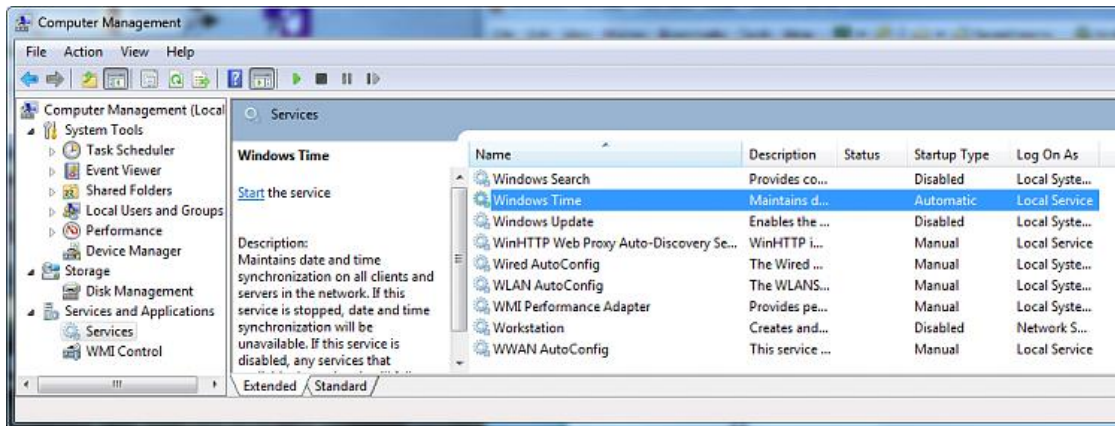 Computer Management
File Action View Help
Computer Management (Local
System Tools
Task Scheduler
Event Viewer
Shared Folders
Local Users and Groups
Performance
Device Manager
Storage
Disk Management
Services and Applications
Services
WMI Control
Services
Windows Time
Start the service
Description:
Maintains date and time
synchronization on all clients and
servers in the network. If this
service is stopped, date and time
synchronization will be
unavailable. If this service is
disabled, any services that
Name Description Status Startup Type Log On As
Windows Search Provides co... Disabled Local Syste...
Windows Time Maintains d... Automatic Local Service
Windows Update Enables the ... Disabled Local Syste...
WinHTTP Web Proxy Auto-Discovery Se... WinHTTP i... Manual Local Service
Wired AutoConfig The Wired ... Manual Local Syste...
WLAN AutoConfig The WLANS... Manual Local Syste...
WMI Performance Adapter Provides pe... Manual Local Syste...
Workstation Creates and... Disabled Network S...
WWAN AutoConfig This service ... Manual Local Service
Extended Standard